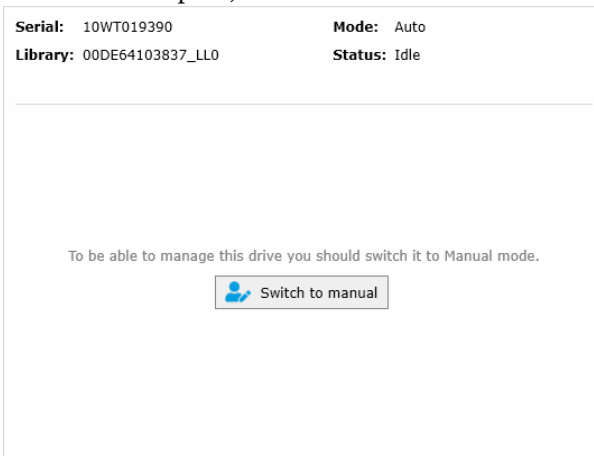 Serial: 10WT019390 Mode: Auto
Library: 00DE64103837_LL0 Status: Idle
To be able to manage this drive you should switch it to Manual mode.
Switch to manual